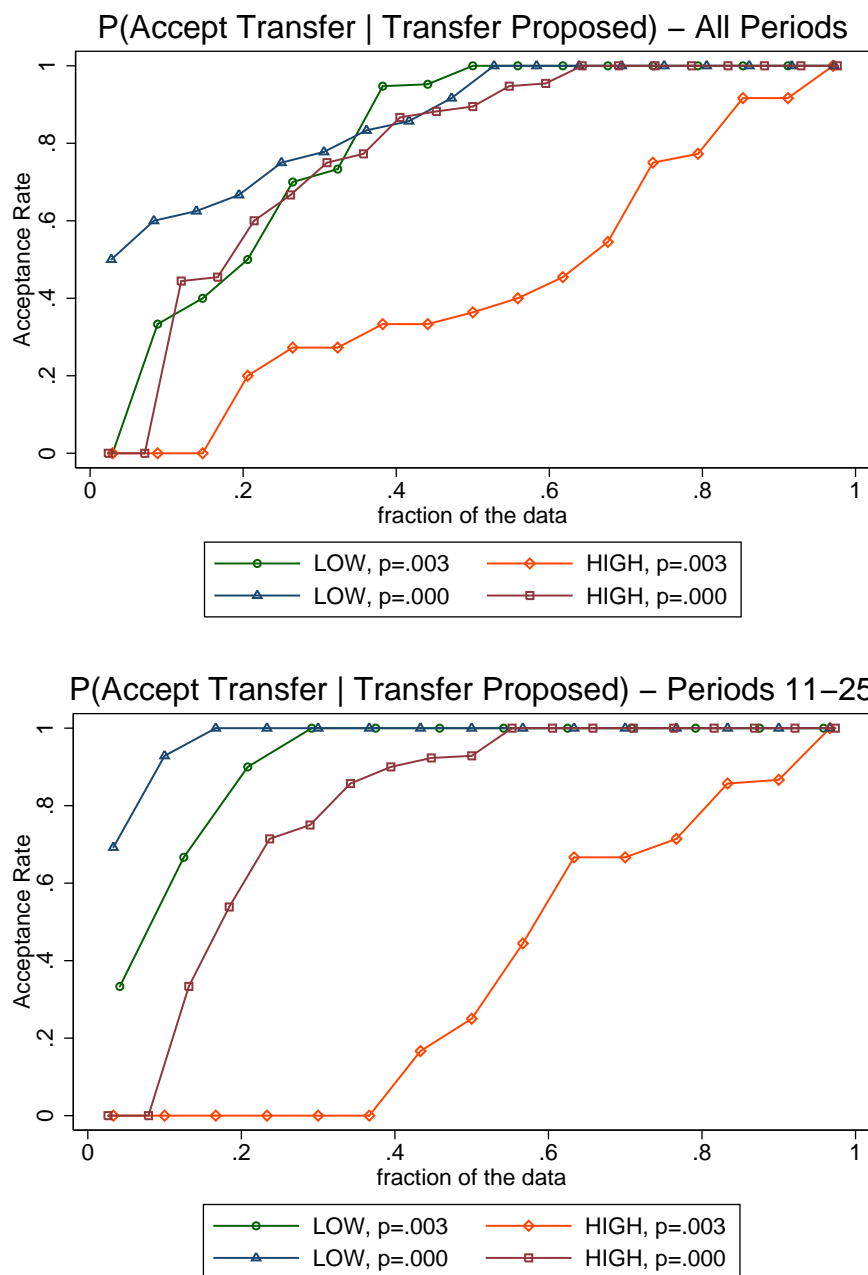 P(Accept Transfer | Transfer Proposed) – All Periods
Acceptance Rate
0 .2 .4 .6 .8 1
0 .2 .4 .6 .8 1
fraction of the data
LOW, p=.003 HIGH, p=.003
LOW, p=.000 HIGH, p=.000
P(Accept Transfer | Transfer Proposed) – Periods 11–25
Acceptance Rate
0 .2 .4 .6 .8 1
0 .2 .4 .6 .8 1
fraction of the data
LOW, p=.003 HIGH, p=.003
LOW, p=.000 HIGH, p=.000